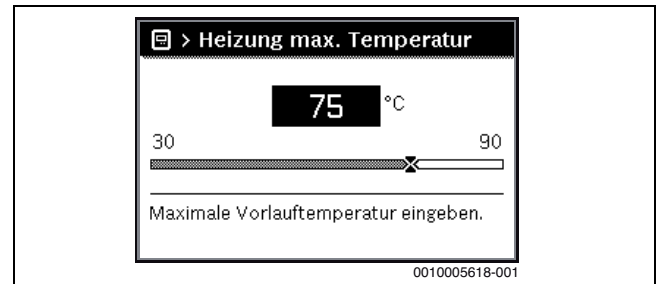 > Heizung max. Temperatur
75 °C
30 90
Maximale Vorlauftemperatur eingeben.
0010005618-001